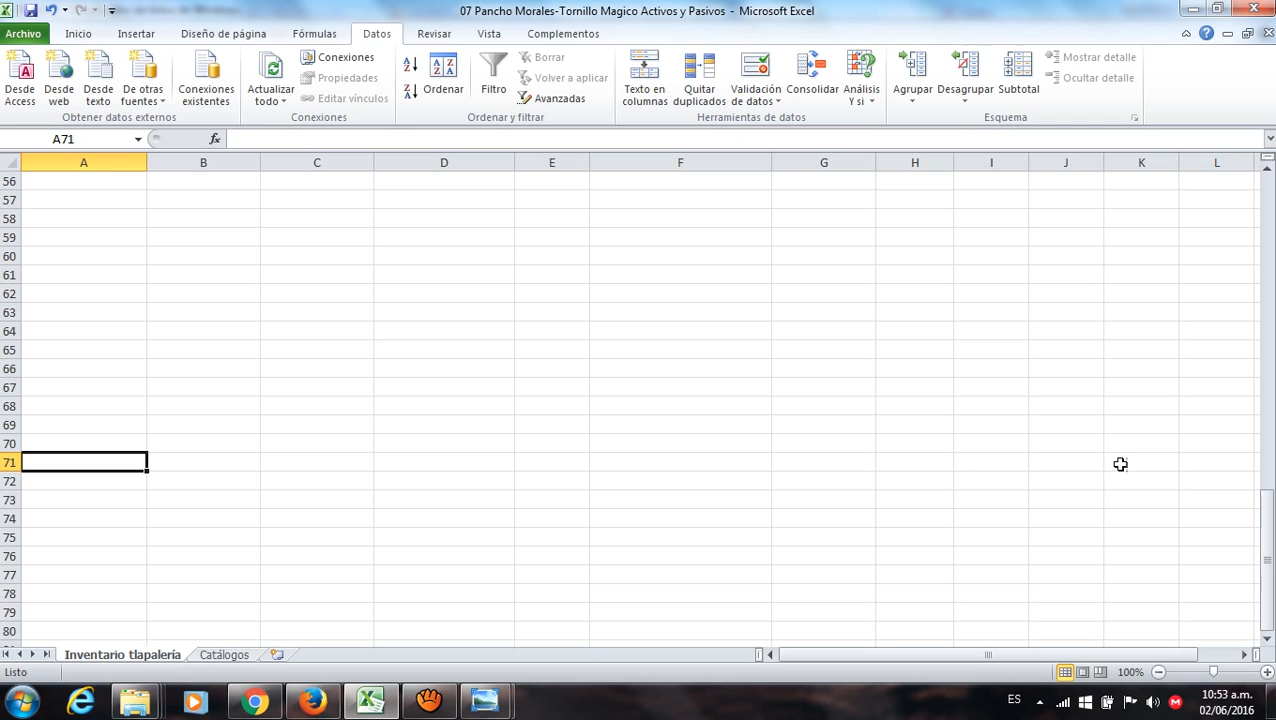 07 Pancho Morales-Tornillo Magico Activos y Pasivos - Microsoft Excel
Archivo Inicio Insertar Diseño de página Fórmulas Datos Revisar Vista Complementos
Desde Access
Desde web
Desde texto
De otras fuentes
Conexiones existentes
Obtener datos externos
Actualizar todo
Conexiones
Propiedades
Editar vínculos
Conexiones
Ordenar
Filtro
Borrar
Volver a aplicar
Avanzadas
Ordenar y filtrar
Texto en columnas
Quitar duplicados
Validación de datos
Consolidar
Análisis Y si
Herramientas de datos
Agrupar
Desagrupar
Subtotal
Mostrar detalle
Ocultar detalle
Esquema
A71 fx
A B C D E F G H I J K L
56
57
58
59
60
61
62
63
64
65
66
67
68
69
70
71
72
73
74
75
76
77
78
79
80
Inventario tlapalería Catálogos
Listo 100%
ES 10:53 a.m.
02/06/2016